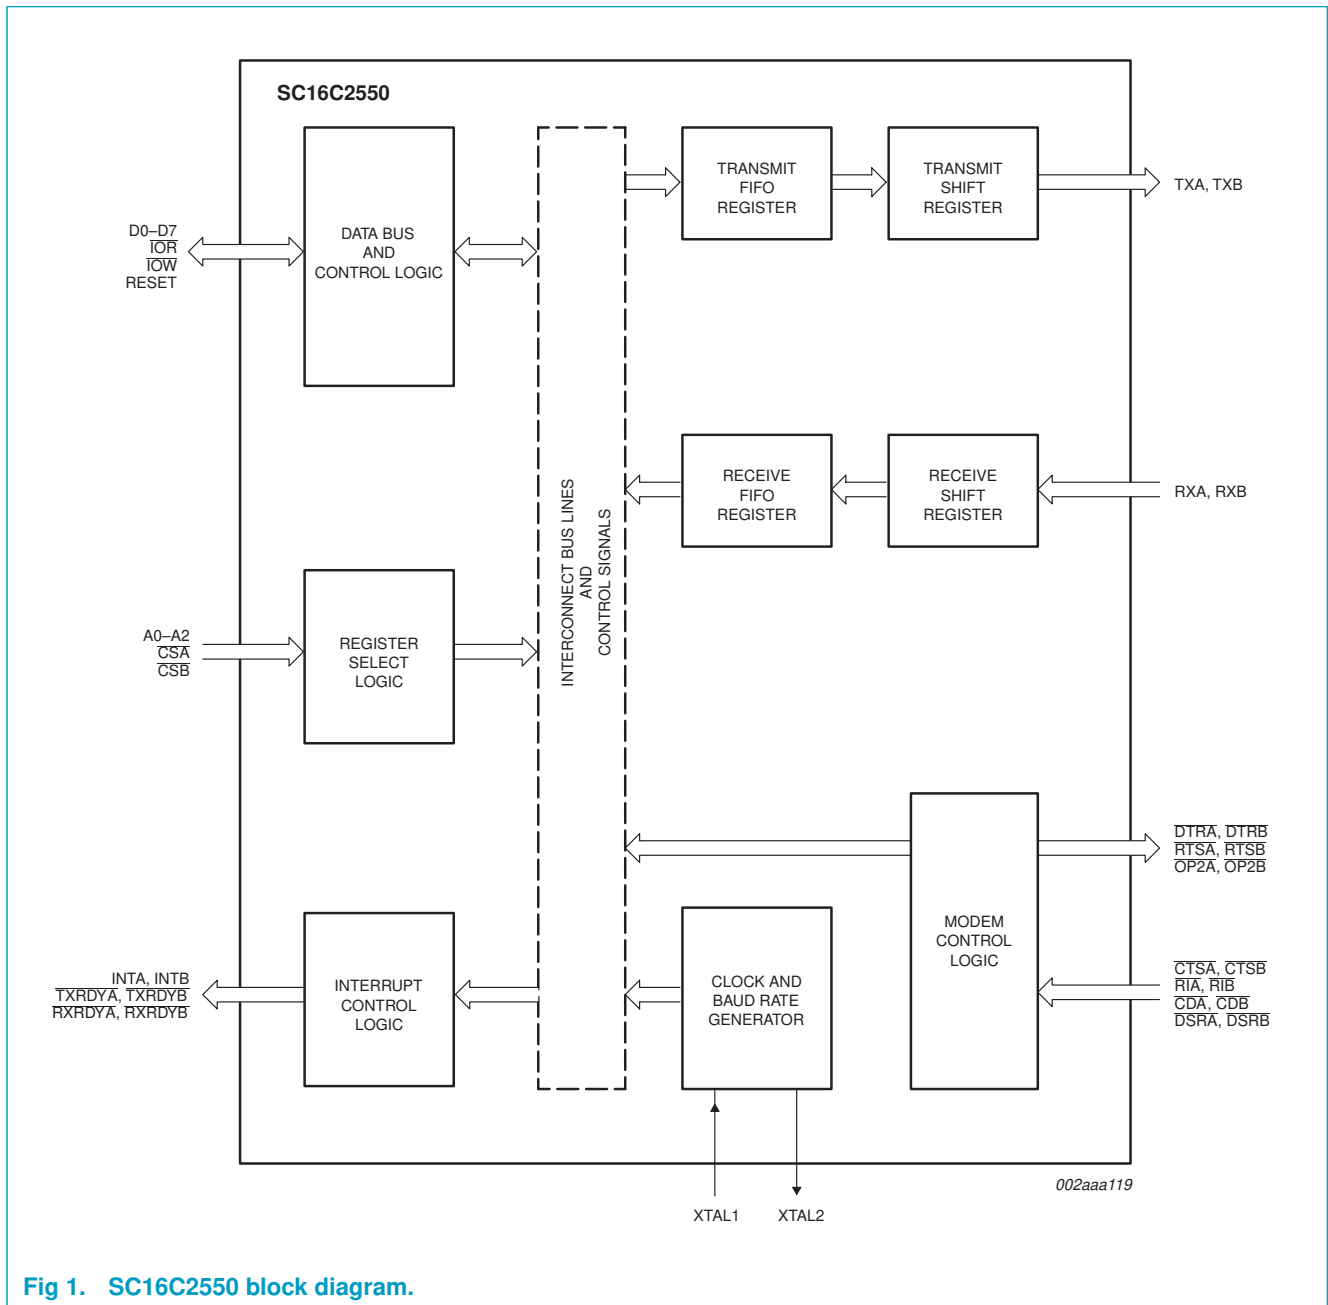 SC16C2550
D0–D7
IOR
IOW
RESET
DATA BUS
AND
CONTROL LOGIC
TRANSMIT
FIFO
REGISTER
TRANSMIT
SHIFT
REGISTER
TXA, TXB
INTERCONNECT BUS LINES
AND
CONTROL SIGNALS
RECEIVE
FIFO
REGISTER
RECEIVE
SHIFT
REGISTER
RXA, RXB
A0–A2
CSA
CSB
REGISTER
SELECT
LOGIC
DTRA, DTRB
RTSA, RTSB
OP2A, OP2B
MODEM
CONTROL
LOGIC
CTSA, CTSB
RIA, RIB
CDA, CDB
DSRA, DSRB
INTA, INTB
TXRDYA, TXRDYB
RXRDYA, RXRDYB
INTERRUPT
CONTROL
LOGIC
CLOCK AND
BAUD RATE
GENERATOR
XTAL1
XTAL2
002aaa119
Fig 1. SC16C2550 block diagram.